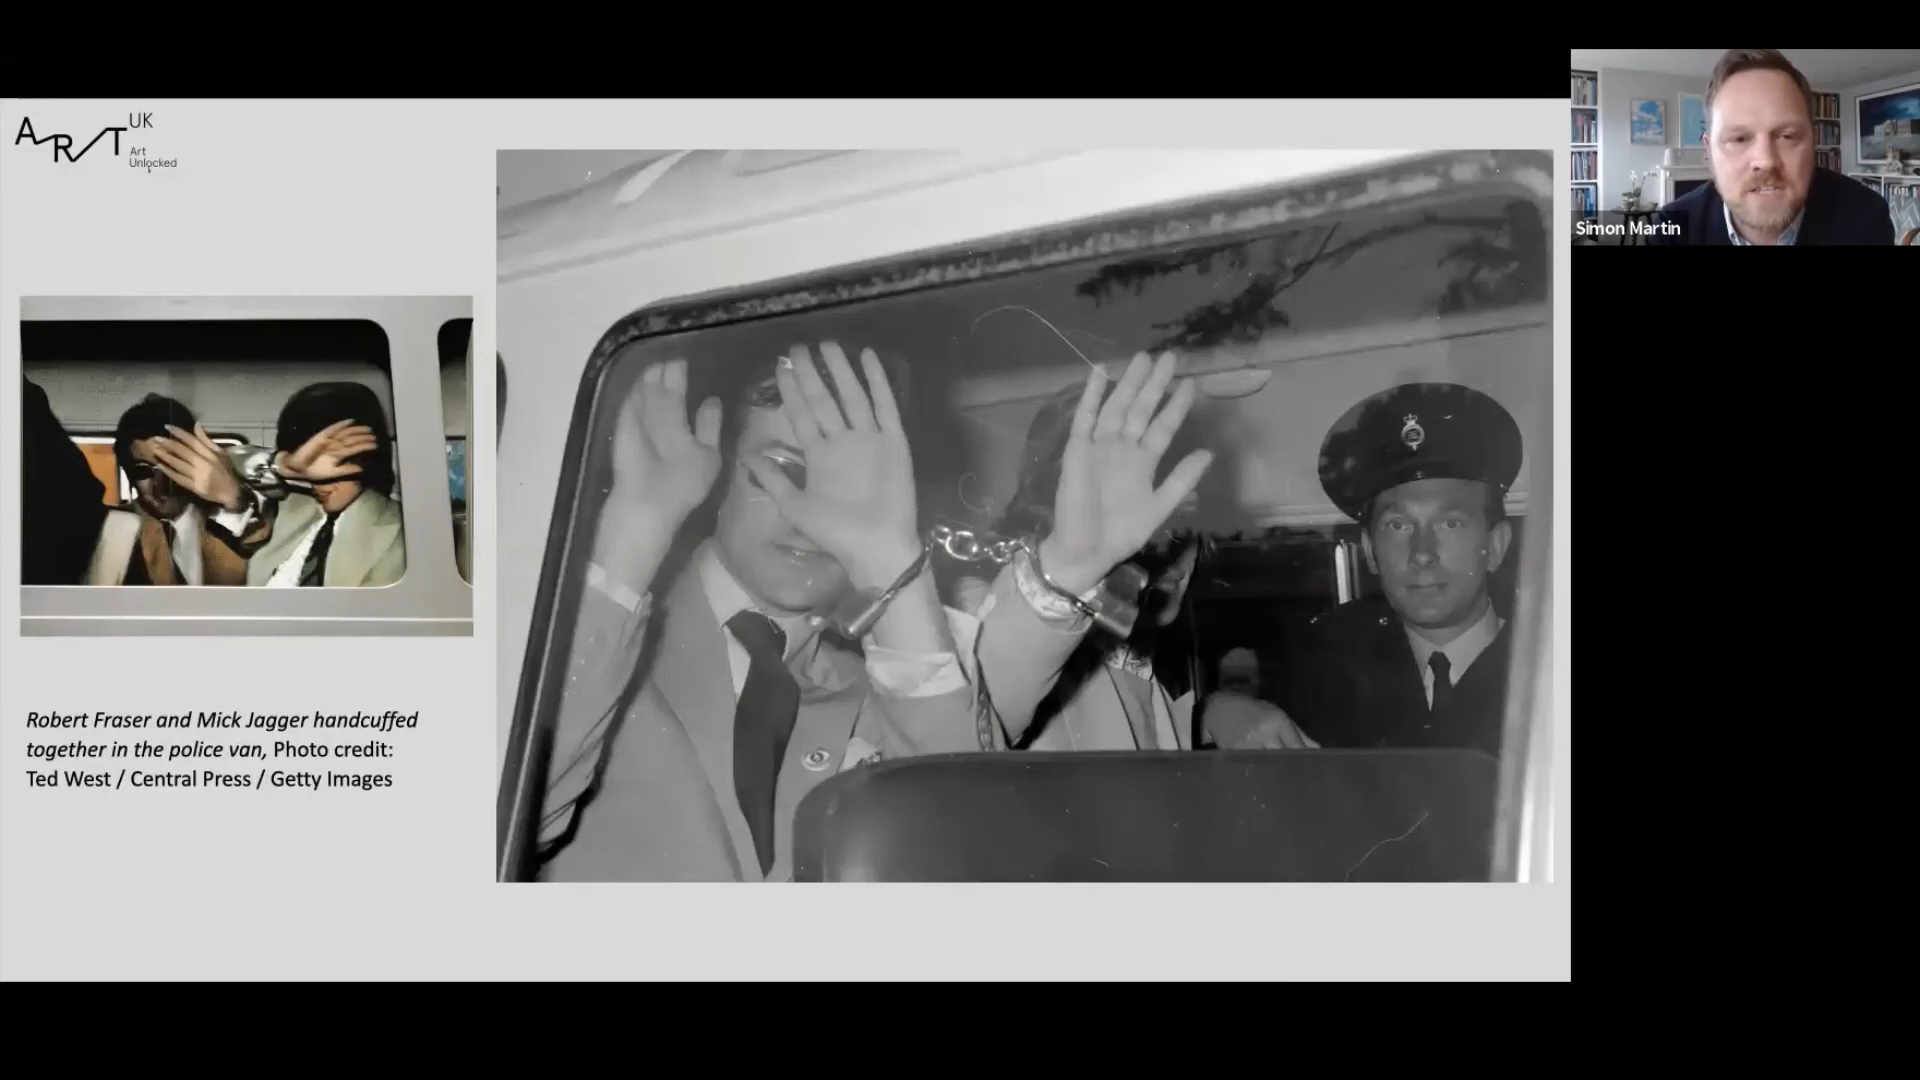 ART UK
Art
Unlocked
Simon Martin
Robert Fraser and Mick Jagger handcuffed
together in the police van, Photo credit:
Ted West / Central Press / Getty Images